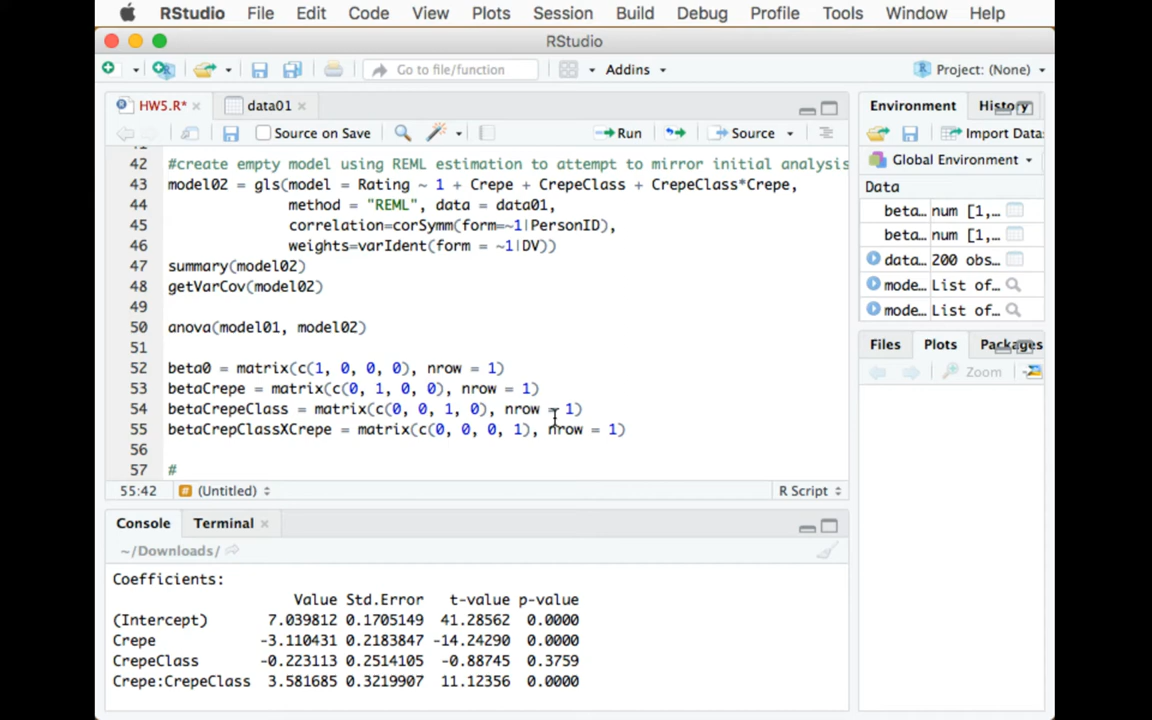 RStudio File Edit Code View Plots Session Build Debug Profile Tools Window Help
RStudio
Go to file/function Addins Project: (None)
HW5.R* data01
Source on Save Run Source
42 #create empty model using REML estimation to attempt to mirror initial analysis
43 model02 = gls(model = Rating ~ 1 + Crepe + CrepeClass + CrepeClass*Crepe,
44 method = "REML", data = data01,
45 correlation=corSymm(form=~1|PersonID),
46 weights=varIdent(form = ~1|DV))
47 summary(model02)
48 getVarCov(model02)
49
50 anova(model01, model02)
51
52 beta0 = matrix(c(1, 0, 0, 0), nrow = 1)
53 betaCrepe = matrix(c(0, 1, 0, 0), nrow = 1)
54 betaCrepeClass = matrix(c(0, 0, 1, 0), nrow = 1)
55 betaCrepClassXCrepe = matrix(c(0, 0, 0, 1), nrow = 1)
56
57 #
55:42 (Untitled) R Script
Console Terminal
~/Downloads/
Coefficients:
Value Std.Error t-value p-value
(Intercept) 7.039812 0.1705149 41.28562 0.0000
Crepe -3.110431 0.2183847 -14.24290 0.0000
CrepeClass -0.223113 0.2514105 -0.88745 0.3759
Crepe:CrepeClass 3.581685 0.3219907 11.12356 0.0000
Environment History
Import Data
Global Environment
Data
beta… num [1,…
beta… num [1,…
data… 200 obs…
mode… List of…
mode… List of…
Files Plots Packages
Zoom